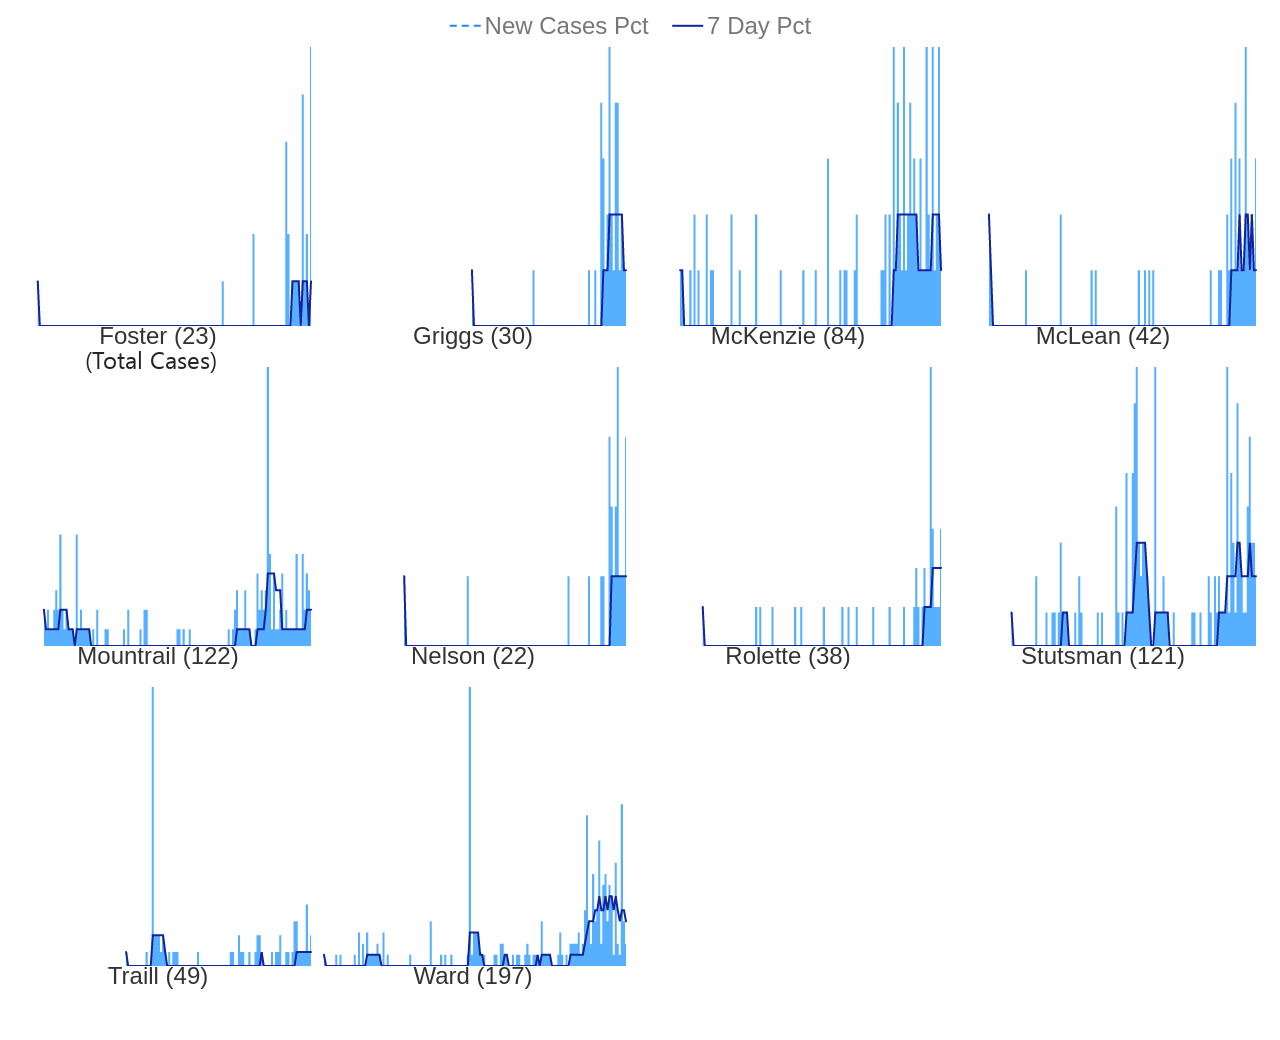 New Cases Pct 7 Day Pct
Foster (23) Griggs (30) McKenzie (84) McLean (42)
(Total Cases)
Mountrail (122) Nelson (22) Rolette (38) Stutsman (121)
Traill (49) Ward (197)